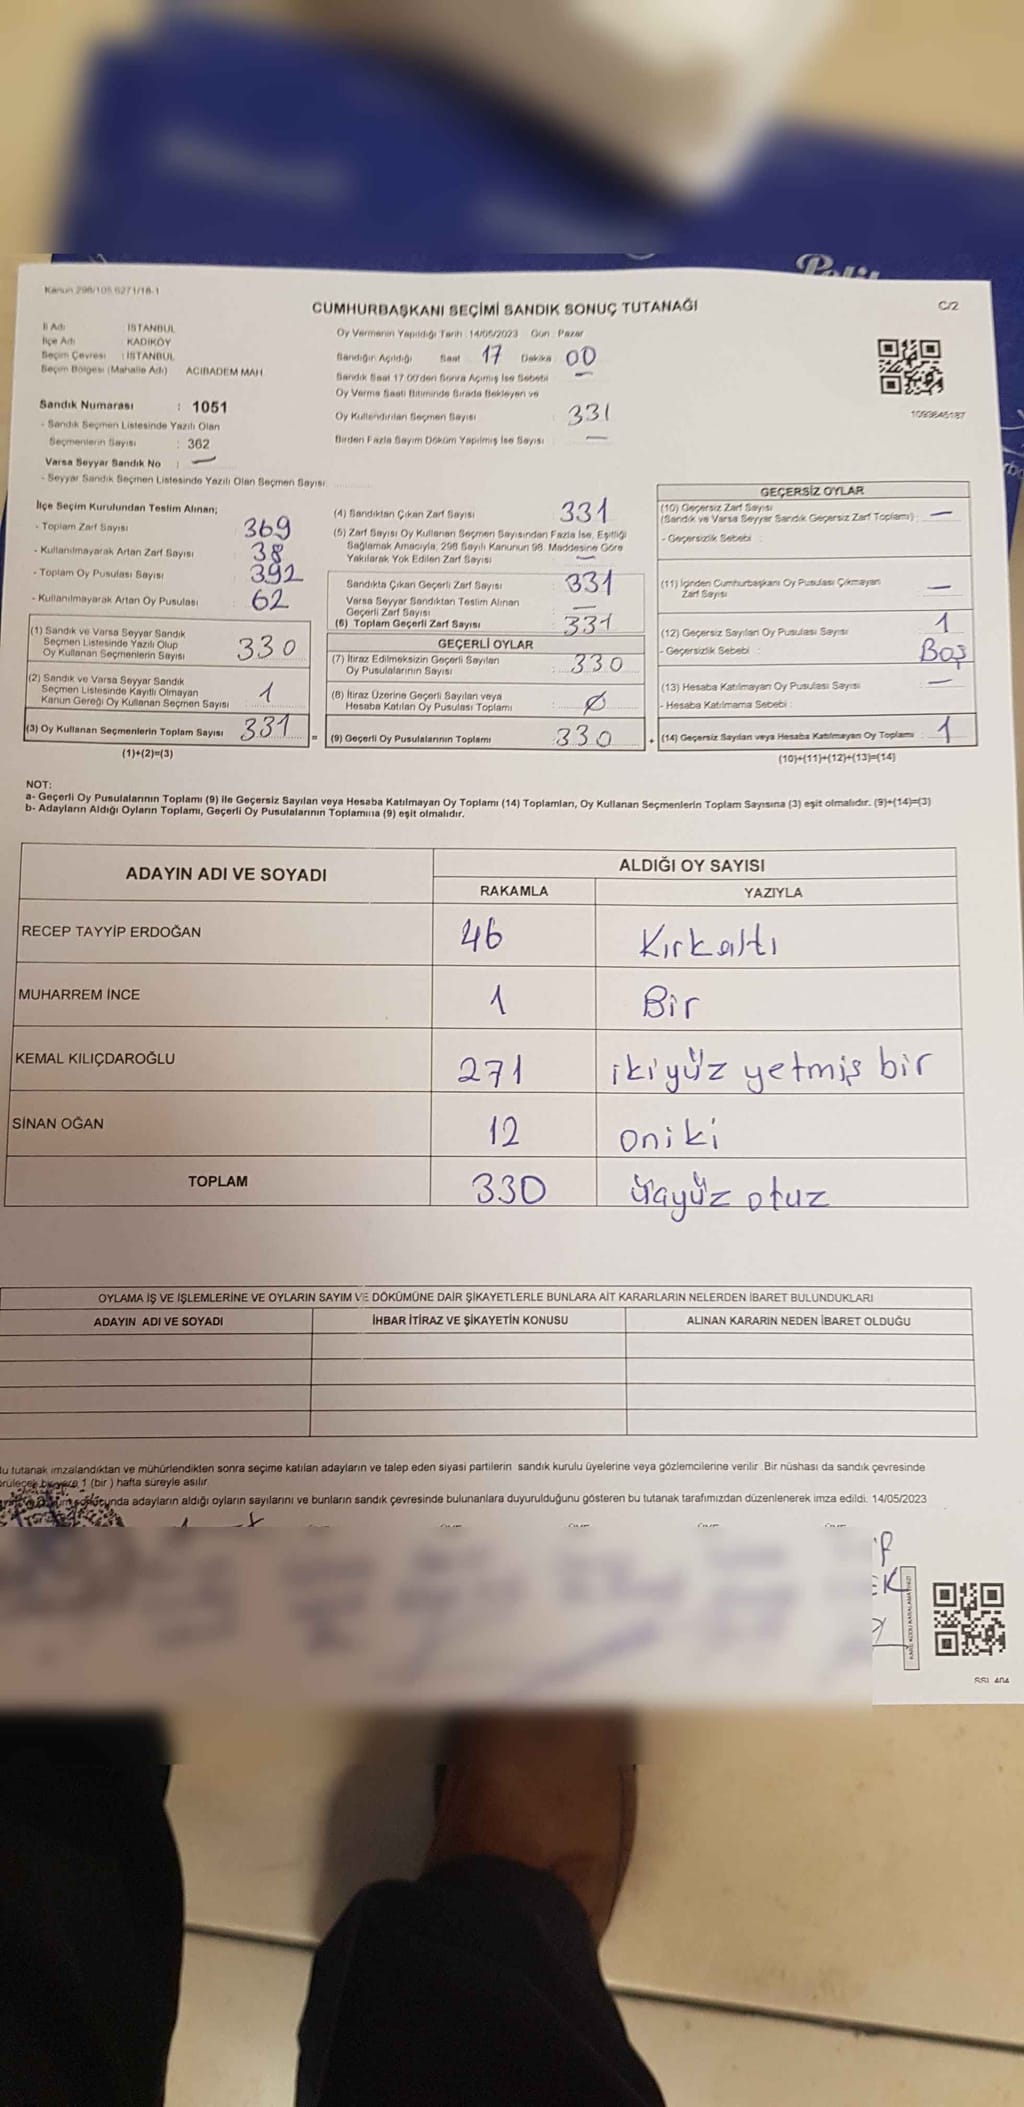 Kanun 298/105 6271/18-1
CUMHURBAŞKANI SEÇİMİ SANDIK SONUÇ TUTANAĞI
C/2
İl Adı : İSTANBUL
İlçe Adı : KADIKÖY
Seçim Çevresi : İSTANBUL
Seçim Bölgesi (Mahalle Adı) ACIBADEM MAH.
Sandık Numarası : 1051
- Sandık Seçmen Listesinde Yazılı Olan
Seçmenlerin Sayısı : 362
Varsa Seyyar Sandık No : —
- Seyyar Sandık Seçmen Listesinde Yazılı Olan Seçmen Sayısı
Oy Vermenin Yapıldığı Tarih : 14/05/2023 Gün : Pazar
Sandığın Açıldığı Saat 17 Dakika 00
Sandık Saat 17.00'den Sonra Açılmış İse Sebebi —
Oy Verme Saati Bitiminde Sırada Bekleyen ve
Oy Kullandırılan Seçmen Sayısı : 331
Birden Fazla Sayım Döküm Yapılmış İse Sayısı : —
1093645187
İlçe Seçim Kurulundan Teslim Alınan;
- Toplam Zarf Sayısı : 369
- Kullanılmayarak Artan Zarf Sayısı : 38
- Toplam Oy Pusulası Sayısı : 392
- Kullanılmayarak Artan Oy Pusulası : 62
(1) Sandık ve Varsa Seyyar Sandık
Seçmen Listesinde Yazılı Olup
Oy Kullanan Seçmenlerin Sayısı : 330
(2) Sandık ve Varsa Seyyar Sandık
Seçmen Listesinde Kayıtlı Olmayan
Kanun Gereği Oy Kullanan Seçmen Sayısı : 1
(3) Oy Kullanan Seçmenlerin Toplam Sayısı : 331
(1)+(2)=(3)
(4) Sandıktan Çıkan Zarf Sayısı : 331
(5) Zarf Sayısı Oy Kullanan Seçmen Sayısından Fazla İse, Eşitliği
Sağlamak Amacıyla, 298 Sayılı Kanunun 98. Maddesine Göre
Yakılarak Yok Edilen Zarf Sayısı : —
Sandıkta Çıkan Geçerli Zarf Sayısı : 331
Varsa Seyyar Sandıktan Teslim Alınan
Geçerli Zarf Sayısı : —
(6) Toplam Geçerli Zarf Sayısı : 331
GEÇERLİ OYLAR
(7) İtiraz Edilmeksizin Geçerli Sayılan
Oy Pusulalarının Sayısı : 330
(8) İtiraz Üzerine Geçerli Sayılan veya
Hesaba Katılan Oy Pusulası Toplamı : Ø
= (9) Geçerli Oy Pusulalarının Toplamı : 330
GEÇERSİZ OYLAR
(10) Geçersiz Zarf Sayısı
(Sandık ve Varsa Seyyar Sandık Geçersiz Zarf Toplamı) : —
- Geçersizlik Sebebi :
(11) İçinden Cumhurbaşkanı Oy Pusulası Çıkmayan
Zarf Sayısı : —
(12) Geçersiz Sayılan Oy Pusulası Sayısı : 1
- Geçersizlik Sebebi : Boş
(13) Hesaba Katılmayan Oy Pusulası Sayısı : —
- Hesaba Katılmama Sebebi :
+ (14) Geçersiz Sayılan veya Hesaba Katılmayan Oy Toplamı : 1
(10)+(11)+(12)+(13)=(14)
NOT:
a- Geçerli Oy Pusulalarının Toplamı (9) ile Geçersiz Sayılan veya Hesaba Katılmayan Oy Toplamı (14) Toplamları, Oy Kullanan Seçmenlerin Toplam Sayısına (3) eşit olmalıdır. (9)+(14)=(3)
b- Adayların Aldığı Oyların Toplamı, Geçerli Oy Pusulalarının Toplamına (9) eşit olmalıdır.
ADAYIN ADI VE SOYADI
ALDIĞI OY SAYISI
RAKAMLA YAZIYLA
RECEP TAYYİP ERDOĞAN 46 Kırkaltı
MUHARREM İNCE 1 Bir
KEMAL KILIÇDAROĞLU 271 ikiyüz yetmiş bir
SİNAN OĞAN 12 oniki
TOPLAM 330 üçyüz otuz
OYLAMA İŞ VE İŞLEMLERİNE VE OYLARIN SAYIM VE DÖKÜMÜNE DAİR ŞİKAYETLERLE BUNLARA AİT KARARLARIN NELERDEN İBARET BULUNDUKLARI
ADAYIN ADI VE SOYADI İHBAR İTİRAZ VE ŞİKAYETİN KONUSU ALINAN KARARIN NEDEN İBARET OLDUĞU
Bu tutanak imzalandıktan ve mühürlendikten sonra seçime katılan adayların ve talep eden siyasi partilerin sandık kurulu üyelerine veya gözlemcilerine verilir. Bir nüshası da sandık çevresinde
1 (bir) hafta süreyle asılır.
adayların aldığı oyların sayılarını ve bunların sandık çevresinde bulunanlara duyurulduğunu gösteren bu tutanak tarafımızdan düzenlenerek imza edildi. 14/05/2023